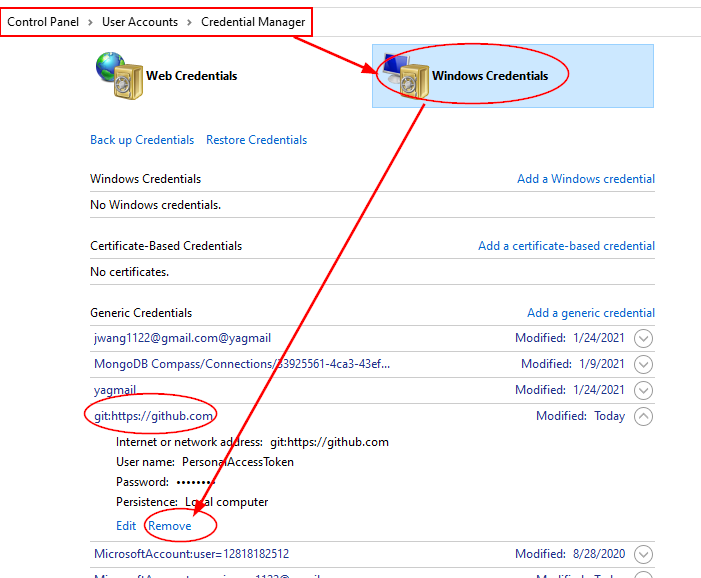 Control Panel > User Accounts > Credential Manager
Web Credentials
Windows Credentials
Back up Credentials Restore Credentials
Windows Credentials Add a Windows credential
No Windows credentials.
Certificate-Based Credentials Add a certificate-based credential
No certificates.
Generic Credentials Add a generic credential
jwang1122@gmail.com@yagmail Modified: 1/24/2021
MongoDB Compass/Connections/33925561-4ca3-43ef... Modified: 1/9/2021
yagmail Modified: 1/24/2021
git:https://github.com Modified: Today
Internet or network address: git:https://github.com
User name: PersonalAccessToken
Password: ••••••••
Persistence: Local computer
Edit Remove
MicrosoftAccount:user=12818182512 Modified: 8/28/2020